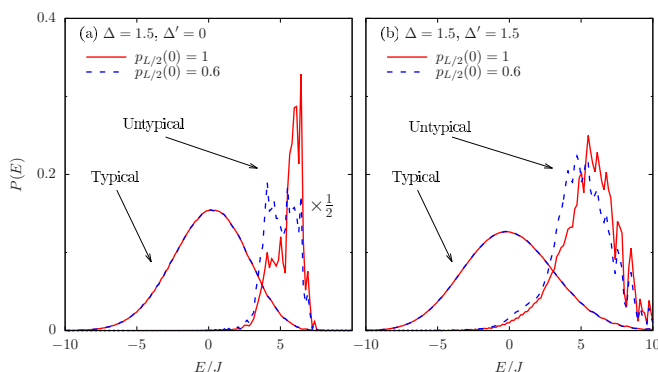 (a) Δ = 1.5, Δ′ = 0
p_{L/2}(0) = 1
p_{L/2}(0) = 0.6
Untypical
Typical
× 1/2
P(E)
0.4
0.2
0
−10
−5
0
5
E/J
(b) Δ = 1.5, Δ′ = 1.5
p_{L/2}(0) = 1
p_{L/2}(0) = 0.6
Untypical
Typical
−10
−5
0
5
10
E/J